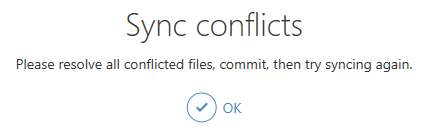 Sync conflicts
Please resolve all conflicted files, commit, then try syncing again.
OK